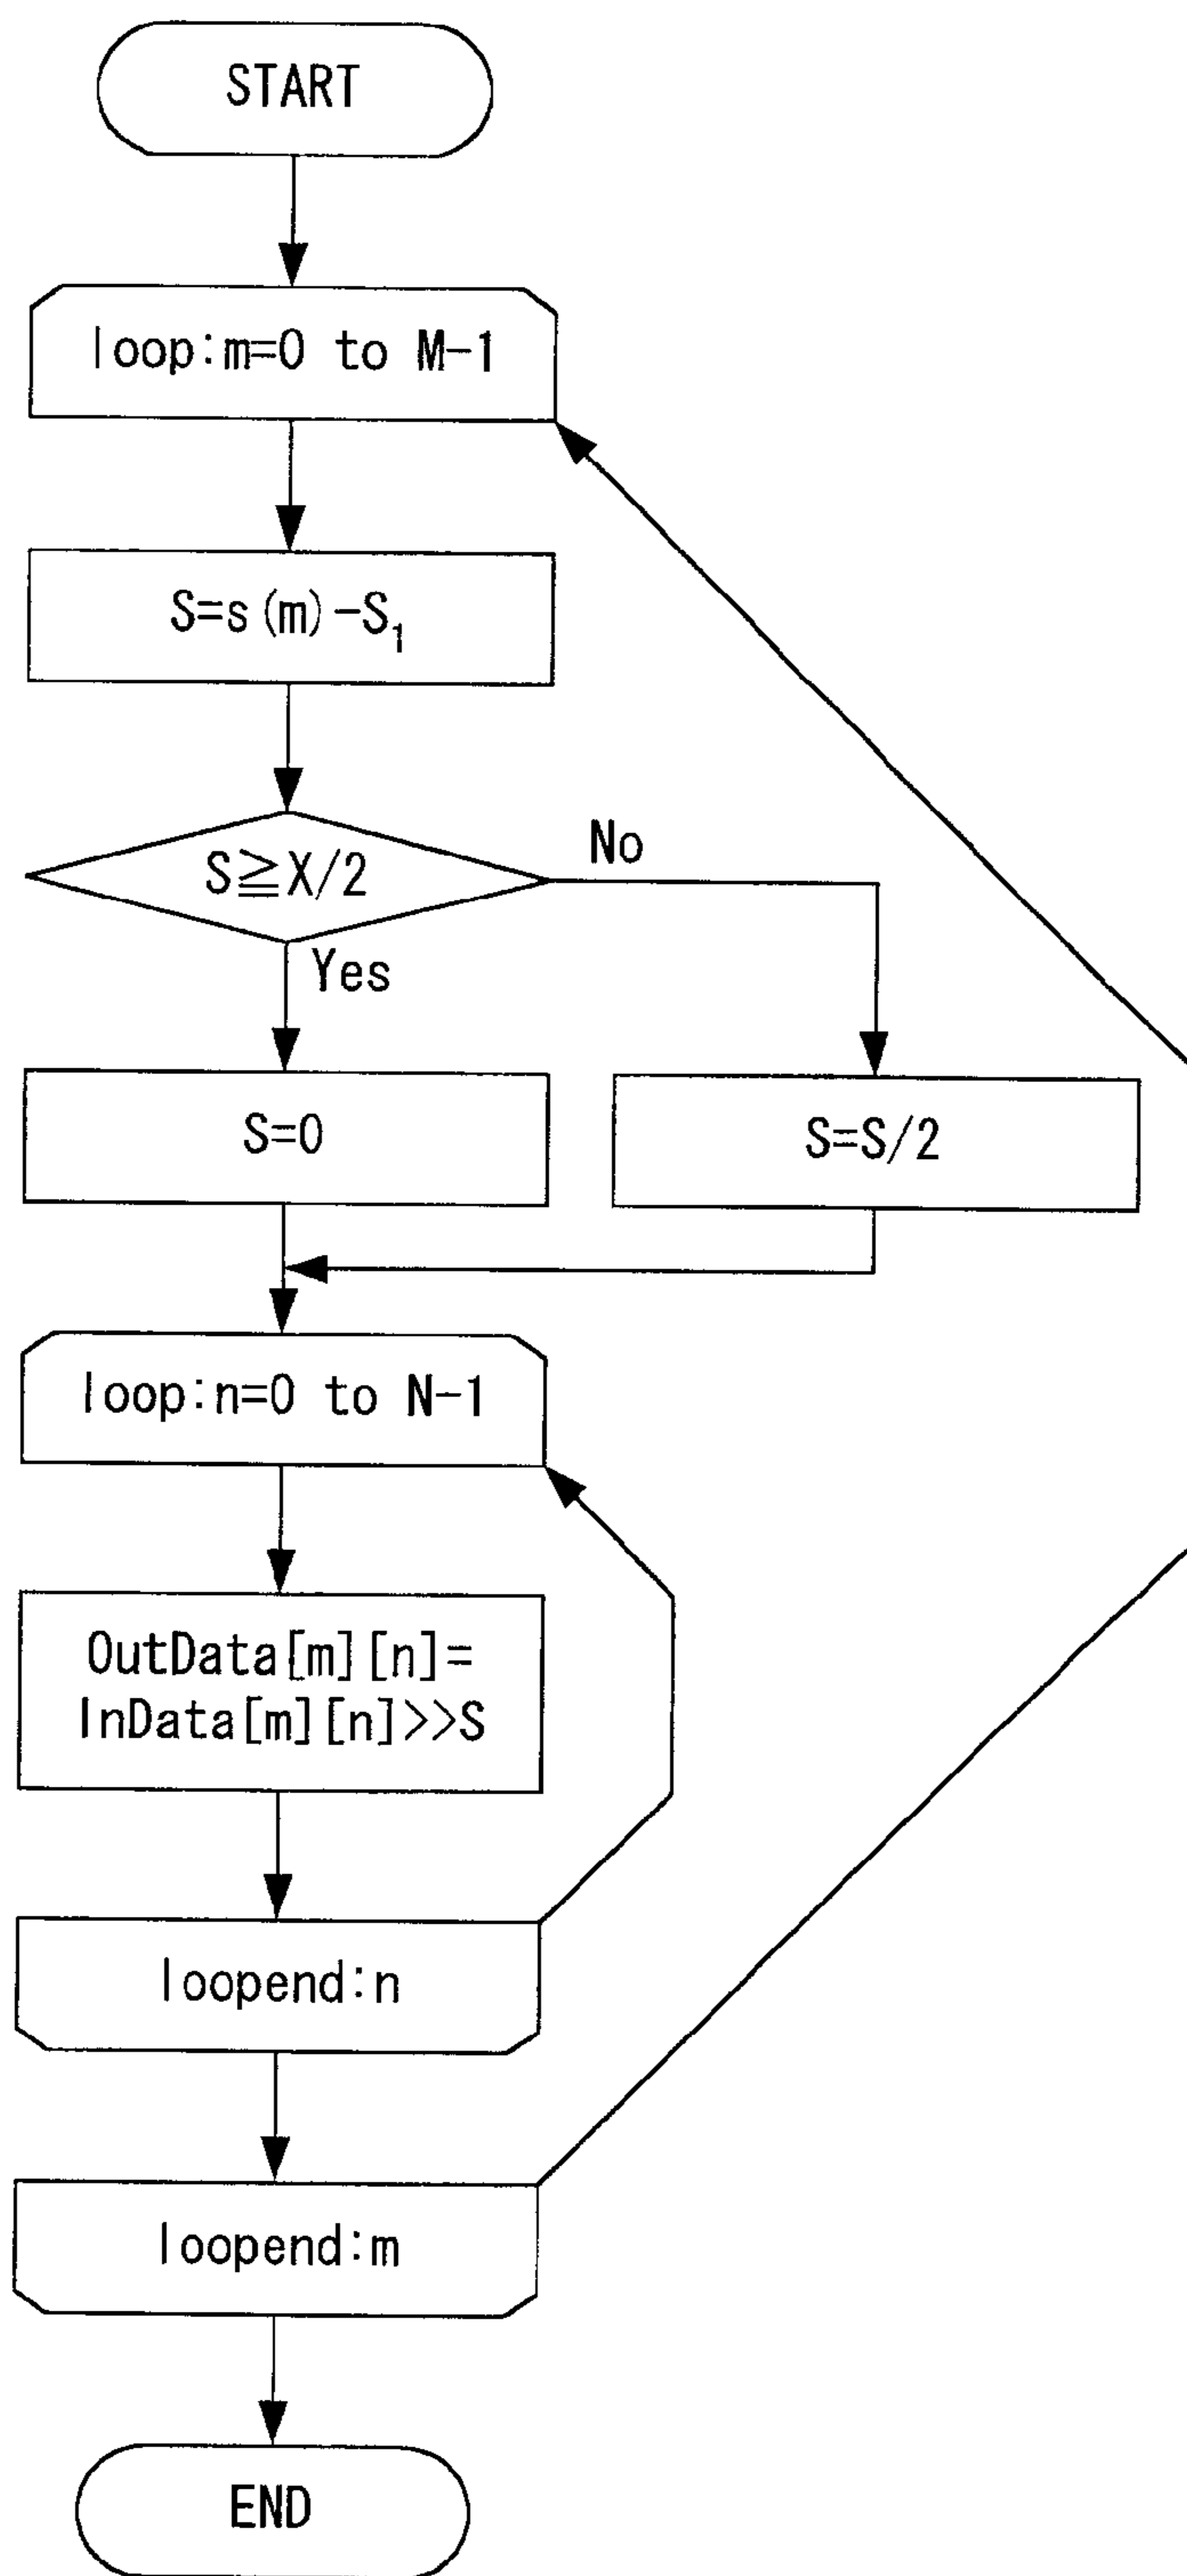 START
loop:m=0 to M-1
S=s(m)-S₁
S≧X/2
No
Yes
S=0
S=S/2
loop:n=0 to N-1
OutData[m][n]=
InData[m][n]>>S
loopend:n
loopend:m
END